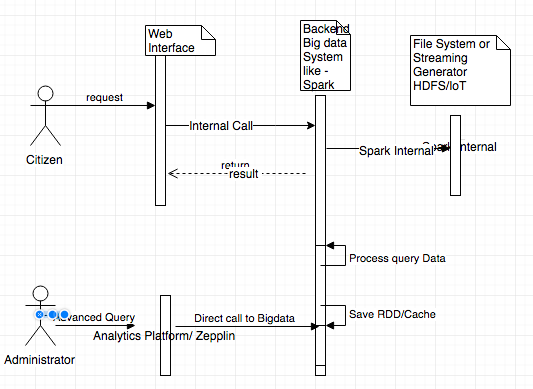 Web
Interface
Backend
Big data
System
like -
Spark
File System or
Streaming
Generator
HDFS/IoT
request
Internal Call
Spark Internal
Spark Internal
return
result
Citizen
Process query Data
Save RDD/Cache
Advanced Query
Direct call to Bigdata
Analytics Platform/ Zepplin
Administrator